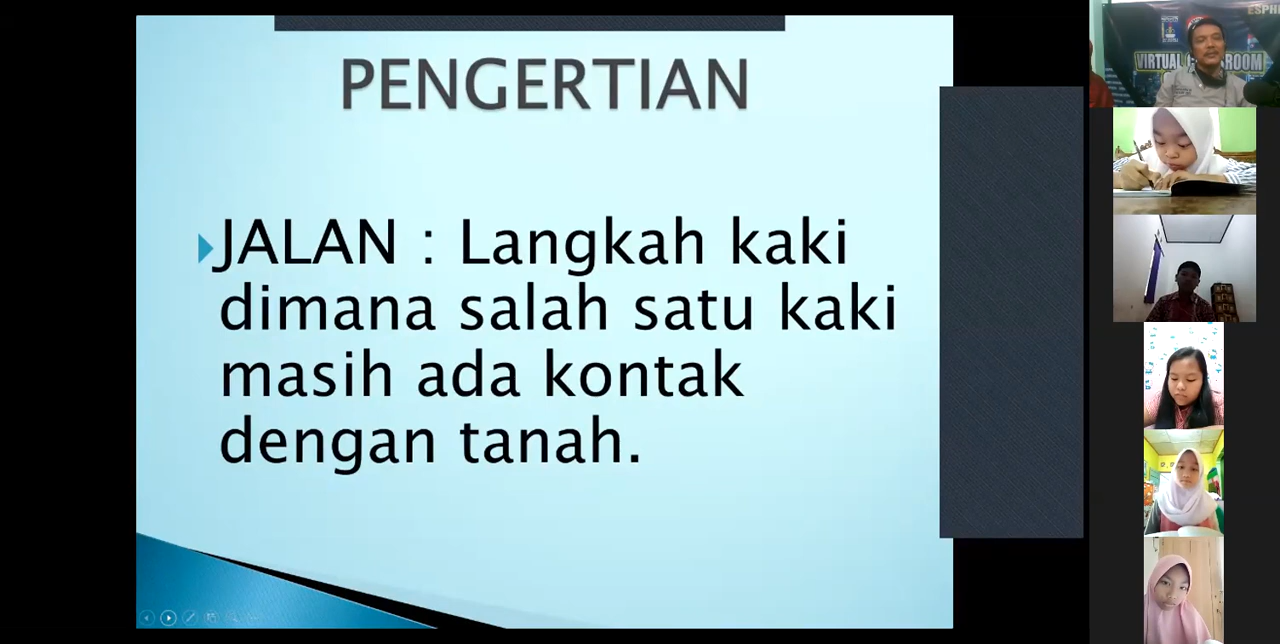 PENGERTIAN
JALAN : Langkah kaki
dimana salah satu kaki
masih ada kontak
dengan tanah.
VIRTUAL
ROOM